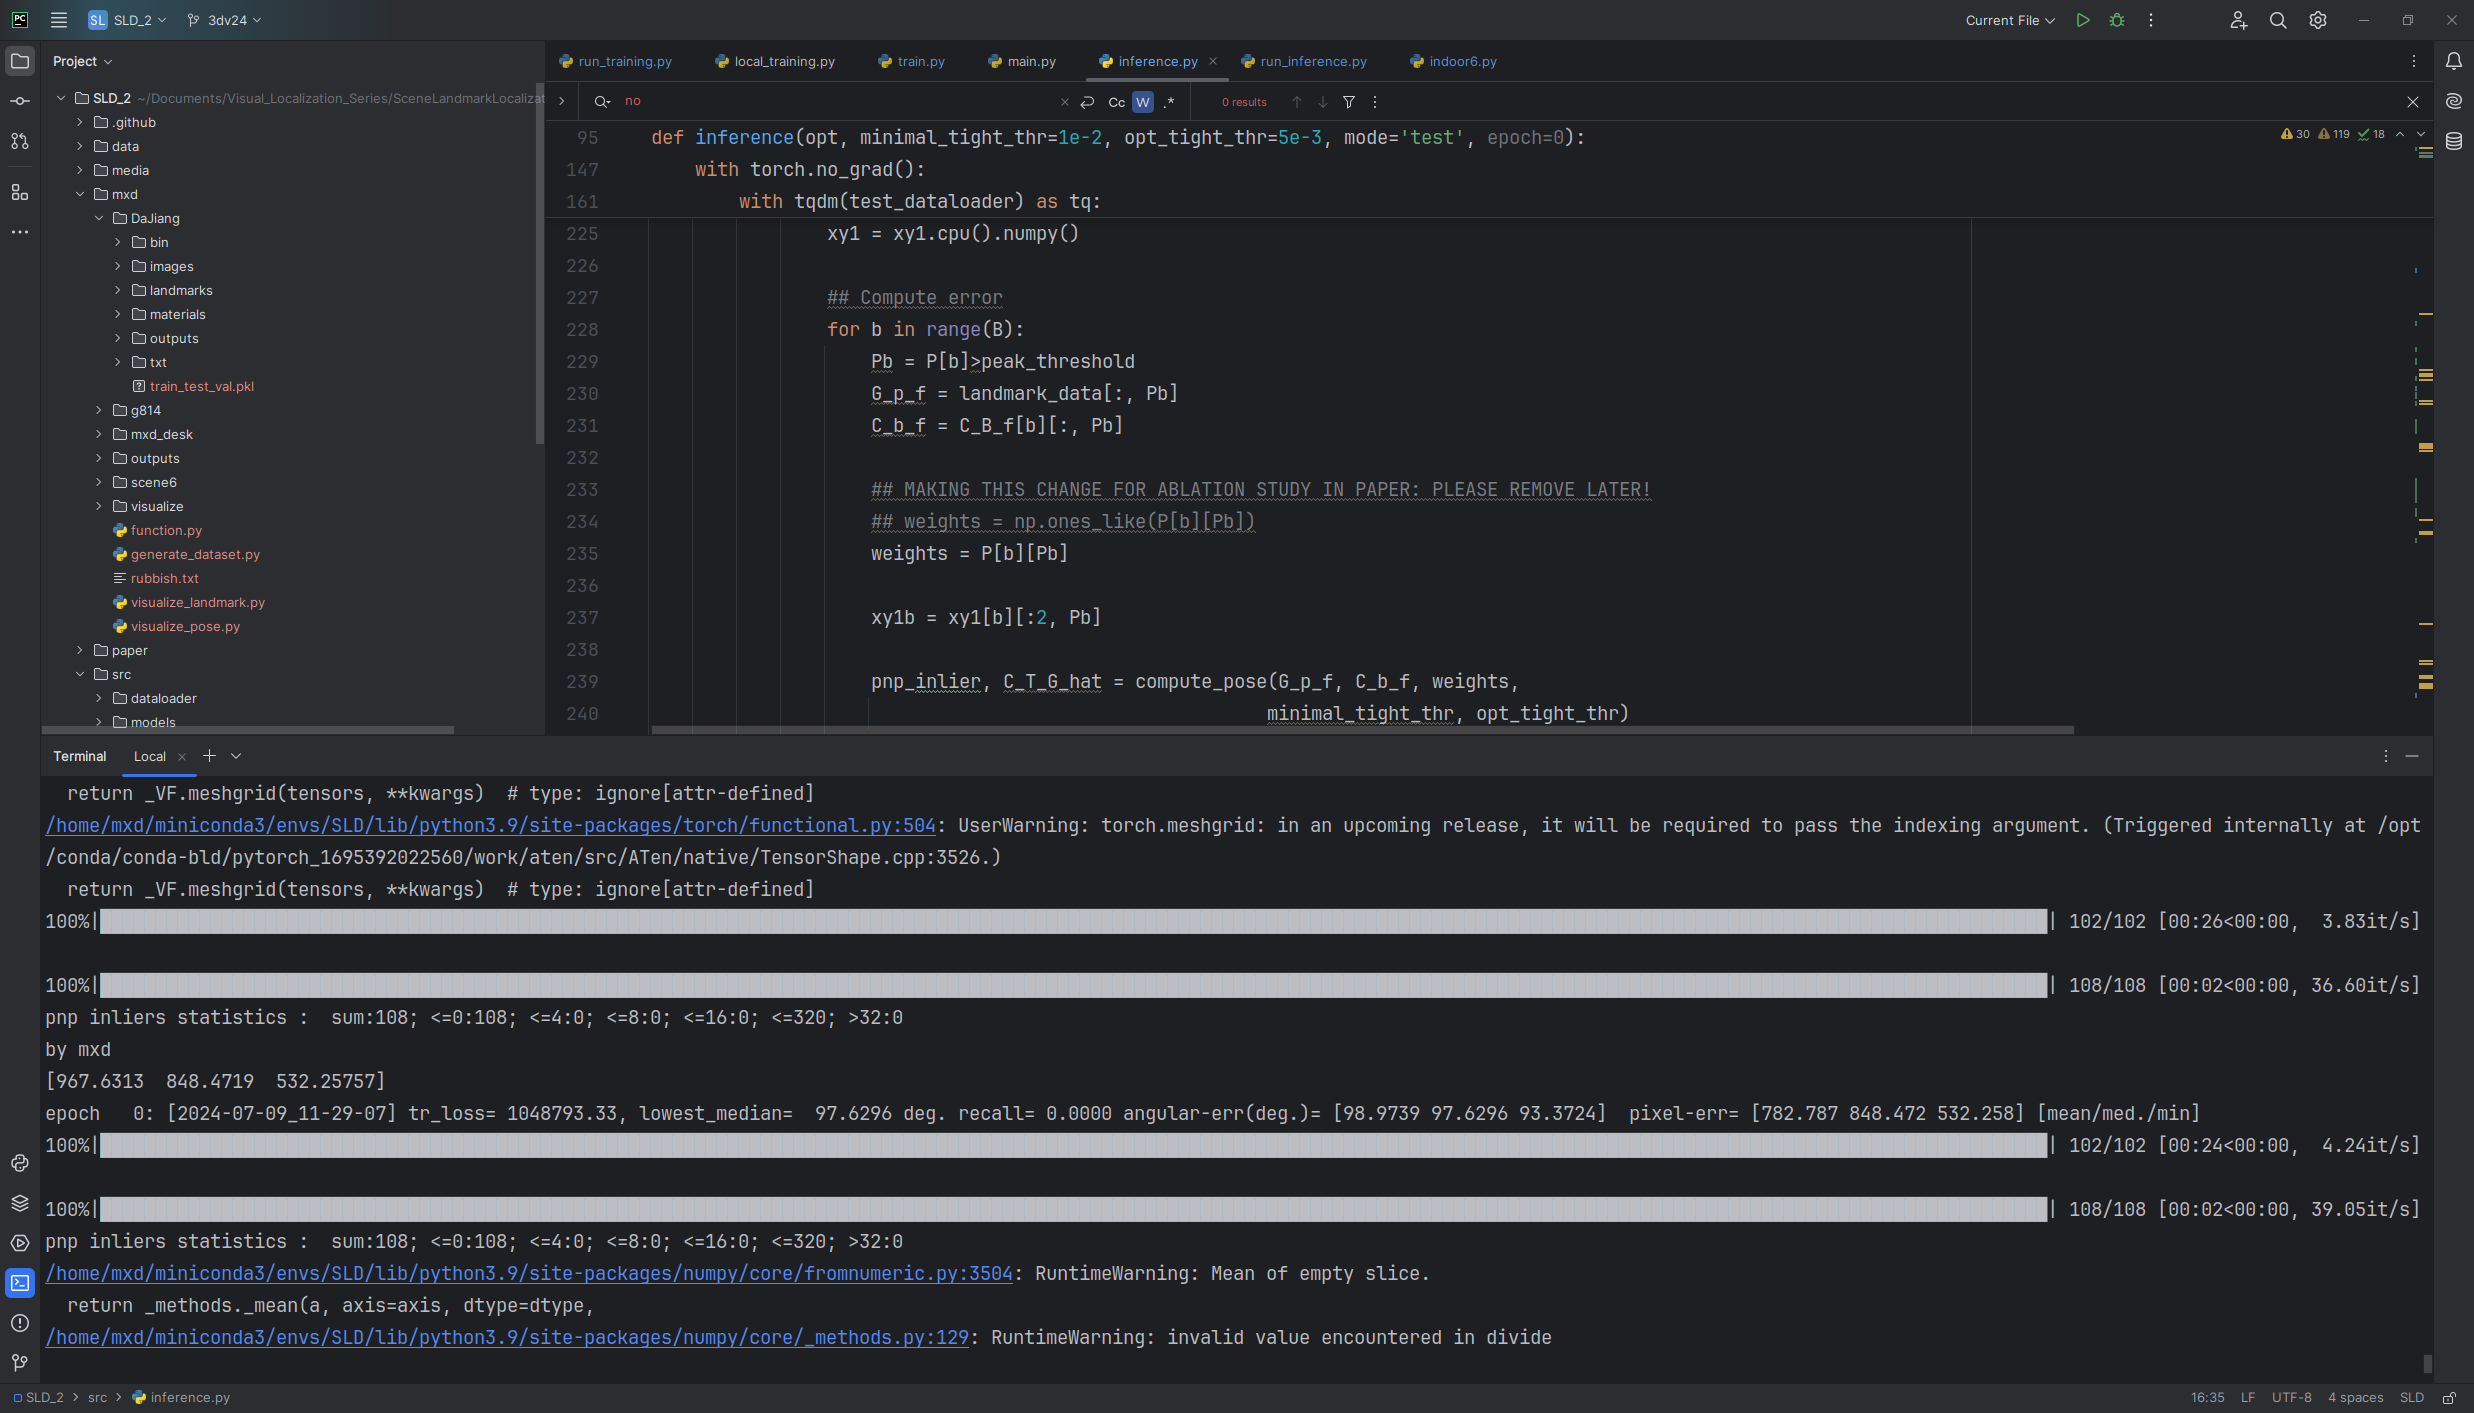 PC SL SLD_2 3dv24 Current File
Project
SLD_2 ~/Documents/Visual_Localization_Series/SceneLandmarkLocalizat
.github
data
media
mxd
DaJiang
bin
images
landmarks
materials
outputs
txt
train_test_val.pkl
g814
mxd_desk
outputs
scene6
visualize
function.py
generate_dataset.py
rubbish.txt
visualize_landmark.py
visualize_pose.py
paper
src
dataloader
models
run_training.py local_training.py train.py main.py inference.py run_inference.py indoor6.py
no Cc W .* 0 results
30 119 18
95 def inference(opt, minimal_tight_thr=1e-2, opt_tight_thr=5e-3, mode='test', epoch=0):
147 with torch.no_grad():
161 with tqdm(test_dataloader) as tq:
225 xy1 = xy1.cpu().numpy()
226
227 ## Compute error
228 for b in range(B):
229 Pb = P[b]>peak_threshold
230 G_p_f = landmark_data[:, Pb]
231 C_b_f = C_B_f[b][:, Pb]
232
233 ## MAKING THIS CHANGE FOR ABLATION STUDY IN PAPER: PLEASE REMOVE LATER!
234 ## weights = np.ones_like(P[b][Pb])
235 weights = P[b][Pb]
236
237 xy1b = xy1[b][:2, Pb]
238
239 pnp_inlier, C_T_G_hat = compute_pose(G_p_f, C_b_f, weights,
240 minimal_tight_thr, opt_tight_thr)
Terminal Local
return _VF.meshgrid(tensors, **kwargs)  # type: ignore[attr-defined]
/home/mxd/miniconda3/envs/SLD/lib/python3.9/site-packages/torch/functional.py:504: UserWarning: torch.meshgrid: in an upcoming release, it will be required to pass the indexing argument. (Triggered internally at /opt
/conda/conda-bld/pytorch_1695392022560/work/aten/src/ATen/native/TensorShape.cpp:3526.)
return _VF.meshgrid(tensors, **kwargs)  # type: ignore[attr-defined]
100%| | 102/102 [00:26<00:00,  3.83it/s]
100%| | 108/108 [00:02<00:00, 36.60it/s]
pnp inliers statistics :  sum:108; <=0:108; <=4:0; <=8:0; <=16:0; <=320; >32:0
by mxd
[967.6313  848.4719  532.25757]
epoch   0: [2024-07-09_11-29-07] tr_loss= 1048793.33, lowest_median=  97.6296 deg. recall= 0.0000 angular-err(deg.)= [98.9739 97.6296 93.3724]  pixel-err= [782.787 848.472 532.258] [mean/med./min]
100%| | 102/102 [00:24<00:00,  4.24it/s]
100%| | 108/108 [00:02<00:00, 39.05it/s]
pnp inliers statistics :  sum:108; <=0:108; <=4:0; <=8:0; <=16:0; <=320; >32:0
/home/mxd/miniconda3/envs/SLD/lib/python3.9/site-packages/numpy/core/fromnumeric.py:3504: RuntimeWarning: Mean of empty slice.
return _methods._mean(a, axis=axis, dtype=dtype,
/home/mxd/miniconda3/envs/SLD/lib/python3.9/site-packages/numpy/core/_methods.py:129: RuntimeWarning: invalid value encountered in divide
SLD_2 > src > inference.py 16:35 LF UTF-8 4 spaces SLD